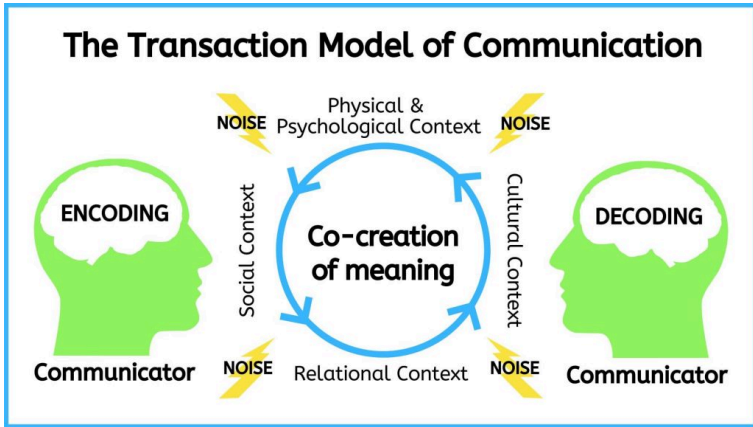 The Transaction Model of Communication
NOISE
Physical &
Psychological Context
NOISE
ENCODING
Social Context
Co-creation
of meaning
Cultural Context
DECODING
Communicator
NOISE
Relational Context
NOISE
Communicator